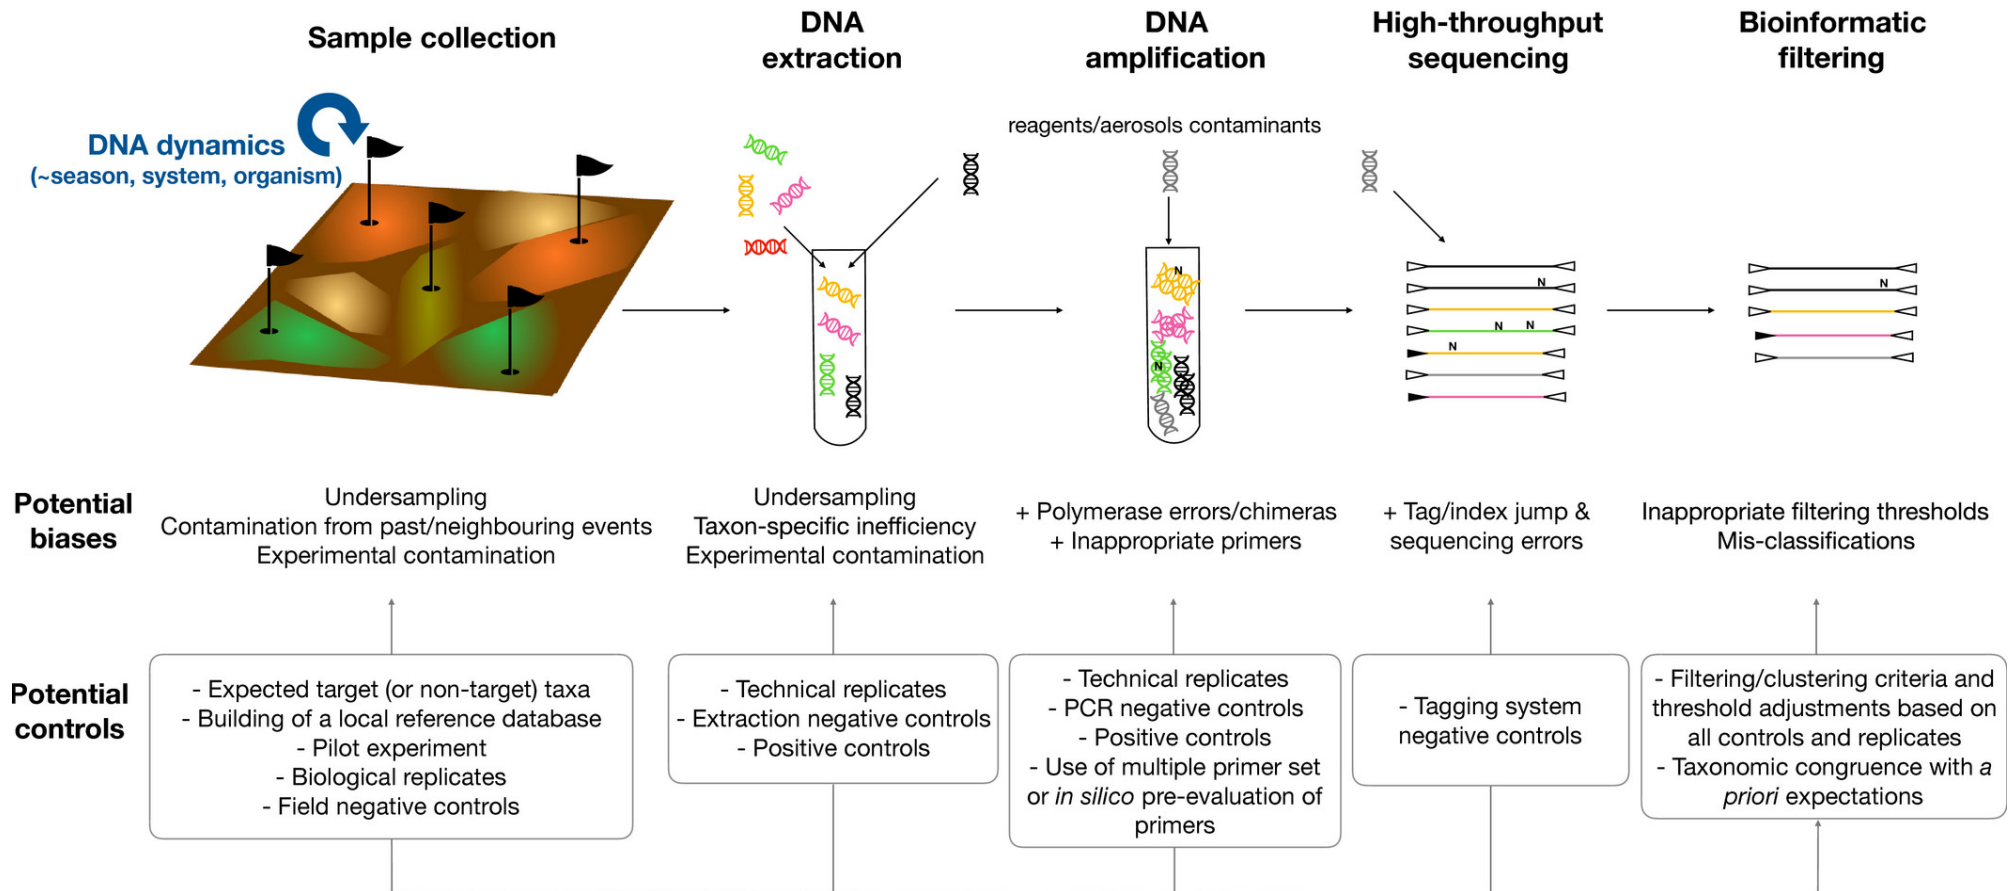 Sample collection
DNA
extraction
DNA
amplification
High-throughput
sequencing
Bioinformatic
filtering
DNA dynamics
(~season, system, organism)
reagents/aerosols contaminants
N
N
N
N N
N
N
Potential
biases
Undersampling
Contamination from past/neighbouring events
Experimental contamination
Undersampling
Taxon-specific inefficiency
Experimental contamination
+ Polymerase errors/chimeras
+ Inappropriate primers
+ Tag/index jump &
sequencing errors
Inappropriate filtering thresholds
Mis-classifications
Potential
controls
- Expected target (or non-target) taxa
- Building of a local reference database
- Pilot experiment
- Biological replicates
- Field negative controls
- Technical replicates
- Extraction negative controls
- Positive controls
- Technical replicates
- PCR negative controls
- Positive controls
- Use of multiple primer set
or in silico pre-evaluation of
primers
- Tagging system
negative controls
- Filtering/clustering criteria and
threshold adjustments based on
all controls and replicates
- Taxonomic congruence with a
priori expectations